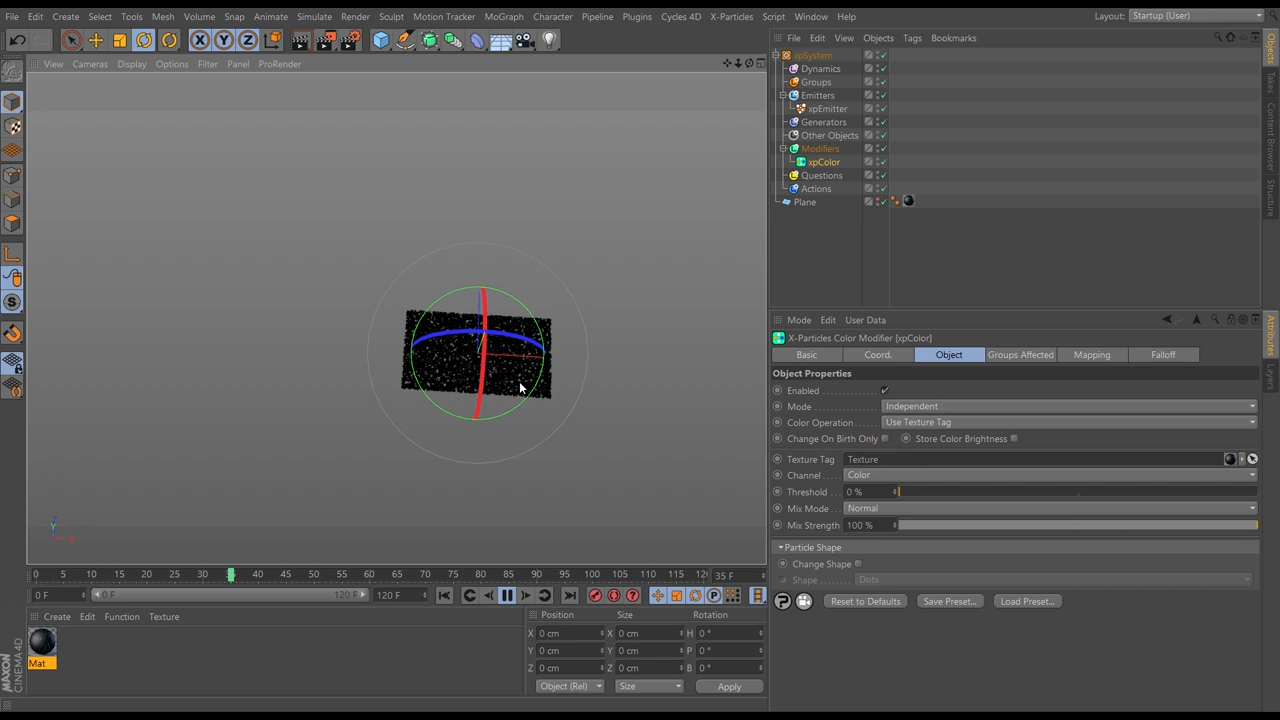 File Edit Create Select Tools Mesh Volume Snap Animate Simulate Render Sculpt Motion Tracker MoGraph Character Pipeline Plugins Cycles 4D X-Particles Script Window Help Layout: Startup (User)
File Edit View Objects Tags Bookmarks
View Cameras Display Options Filter Panel ProRender
xpSystem
Dynamics
Groups
Emitters
xpEmitter
Generators
Other Objects
Modifiers
xpColor
Questions
Actions
Plane
Objects
Takes
Content Browser
Structure
Mode Edit User Data
X-Particles Color Modifier [xpColor]
Basic Coord. Object Groups Affected Mapping Falloff
Object Properties
Enabled
Mode Independent
Color Operation Use Texture Tag
Change On Birth Only Store Color Brightness
Texture Tag Texture
Channel Color
Threshold 0 %
Mix Mode Normal
Mix Strength 100 %
Particle Shape
Change Shape
Shape Dots
Reset to Defaults Save Preset... Load Preset...
Attributes
Layers
X Y Z
0 5 10 15 20 25 30 40 45 50 55 60 65 70 75 80 85 90 95 100 105 110 115 35 F
0 F 0 F 120 F 120 F
Create Edit Function Texture
Mat
Position Size Rotation
X 0 cm X 0 cm H 0 °
Y 0 cm Y 0 cm P 0 °
Z 0 cm Z 0 cm B 0 °
Object (Rel) Size Apply
MAXON
CINEMA 4D